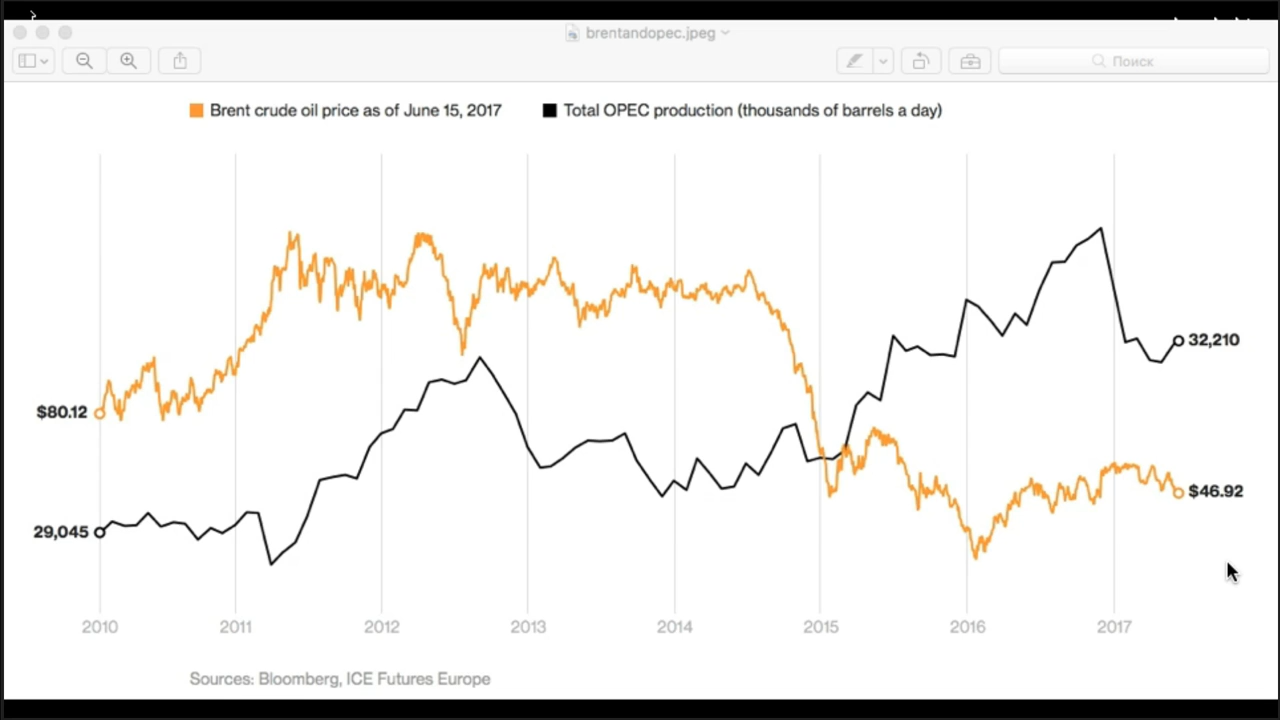 brentandopec.jpeg
Поиск
Brent crude oil price as of June 15, 2017
Total OPEC production (thousands of barrels a day)
32,210
$80.12
$46.92
29,045
2010 2011 2012 2013 2014 2015 2016 2017
Sources: Bloomberg, ICE Futures Europe